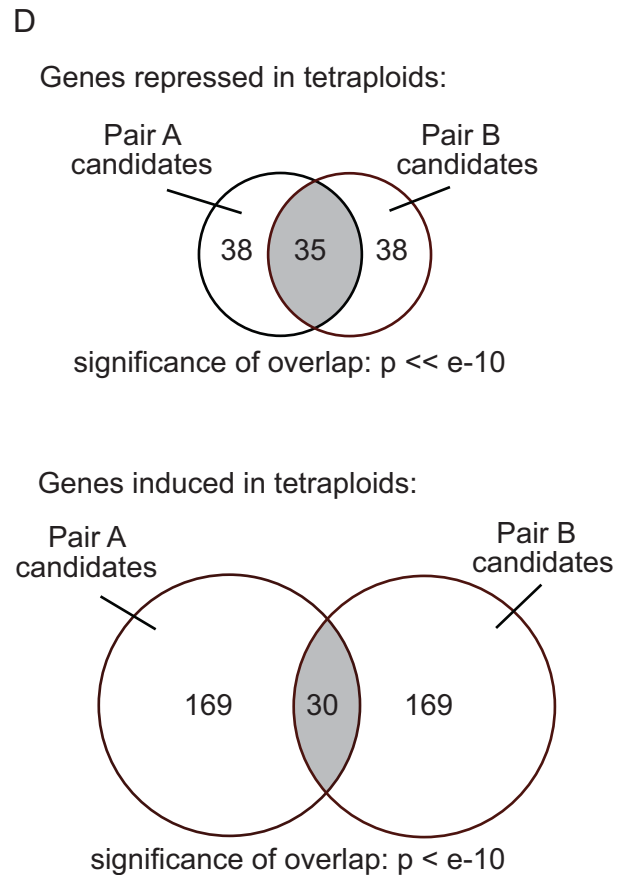 D
Genes repressed in tetraploids:
Pair A
candidates
Pair B
candidates
38
35
38
significance of overlap: p << e-10
Genes induced in tetraploids:
Pair A
candidates
Pair B
candidates
169
30
169
significance of overlap: p < e-10